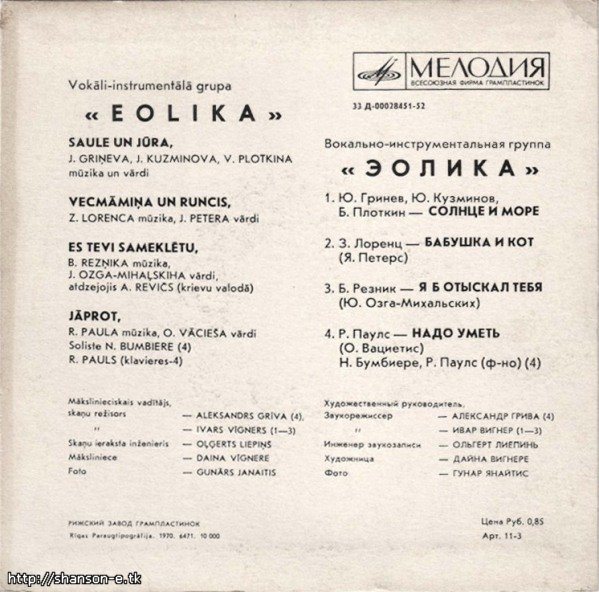 Vokāli-instrumentālā grupa
« EOLIKA »
SAULE UN JŪRA,
J. GRIŅEVA, J. KUZMINOVA, V. PLOTKINA
mūzika un vārdi
VECMĀMIŅA UN RUNCIS,
Z. LORENCA mūzika, J. PETERA vārdi
ES TEVI SAMEKLĒTU,
B. REZŅIKA mūzika,
J. OZGA-MIHAĻSKIHA vārdi,
atdzejojis A. REVIČS (krievu valodā)
JĀPROT,
R. PAULA mūzika, O. VĀCIEŠA vārdi
Soliste N. BUMBIERE (4)
R. PAULS (klavieres-4)
Mākslinieciskais vadītājs,
skaņu režisors — ALEKSANDRS GRĪVA (4),
〃 — IVARS VĪGNERS (1—3)
Skaņu ieraksta inženieris — OĻĢERTS LIEPIŅŠ
Māksliniece — DAINA VĪGNERE
Foto — GUNĀRS JANAITIS
РИЖСКИЙ ЗАВОД ГРАМПЛАСТИНОК
Rīgas Paraugtipogrāfija. 1970. 6471. 10 000
МЕЛОДИЯ
ВСЕСОЮЗНАЯ ФИРМА ГРАМПЛАСТИНОК
33 Д-00028451-52
Вокально-инструментальная группа
« ЭОЛИКА »
1. Ю. Гринев, Ю. Кузминов,
Б. Плоткин — СОЛНЦЕ И МОРЕ
2. З. Лоренц — БАБУШКА И КОТ
(Я. Петерс)
3. Б. Резник — Я Б ОТЫСКАЛ ТЕБЯ
(Ю. Озга-Михальских)
4. Р. Паулс — НАДО УМЕТЬ
(О. Вациетис)
Н. Бумбиере, Р. Паулс (ф-но) (4)
Художественный руководитель,
Звукорежиссер — АЛЕКСАНДР ГРИВА (4)
〃 — ИВАР ВИГНЕР (1—3)
Инженер звукозаписи — ОЛЬГЕРТ ЛИЕПИНЬ
Художница — ДАЙНА ВИГНЕРЕ
Фото — ГУНАР ЯНАЙТИС
Цена Руб. 0,85
Арт. 11-3
http://shanson-e.tk